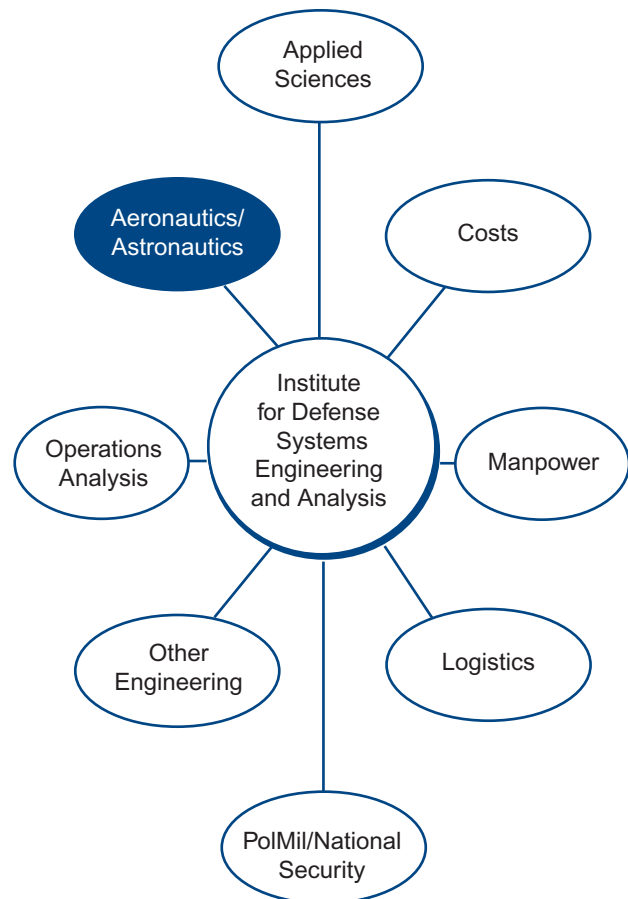 Applied
Sciences
Aeronautics/
Astronautics
Costs
Institute
for Defense
Systems
Engineering
and Analysis
Operations
Analysis
Manpower
Other
Engineering
Logistics
PolMil/National
Security